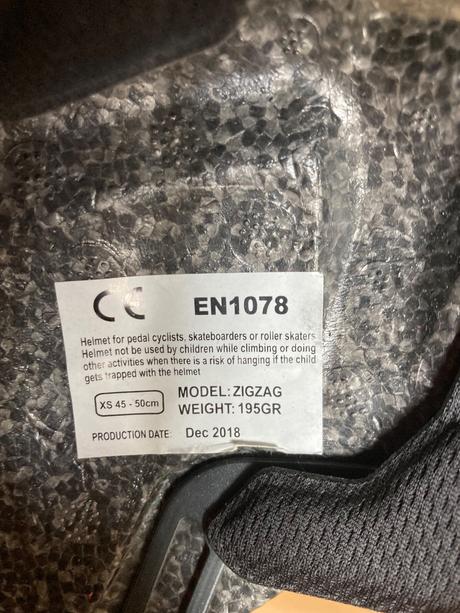 CE EN1078
Helmet for pedal cyclists, skateboarders or roller skaters
Helmet not be used by children while climbing or doing
other activities when there is a risk of hanging if the child
gets trapped with the helmet
XS 45 - 50cm
MODEL: ZIGZAG
WEIGHT: 195GR
PRODUCTION DATE: Dec 2018